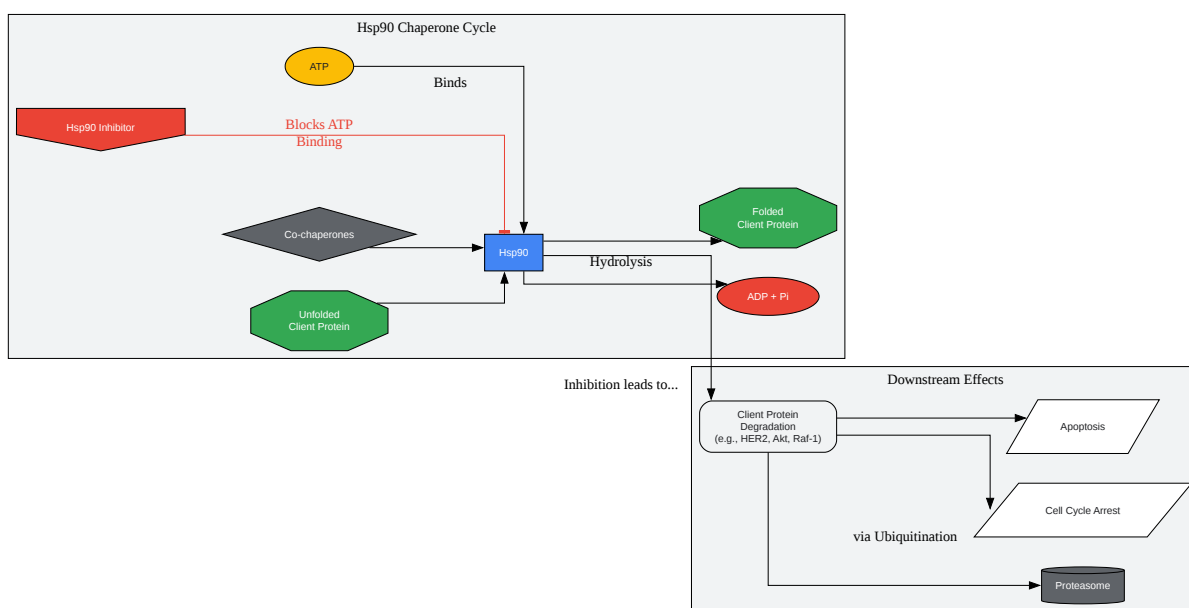 Hsp90 Chaperone Cycle
ATP
Binds
Hsp90 Inhibitor
Blocks ATP
Binding
Folded
Client Protein
Co-chaperones
Hsp90
Hydrolysis
ADP + Pi
Unfolded
Client Protein
Inhibition leads to...
Downstream Effects
Client Protein
Degradation
(e.g., HER2, Akt, Raf-1)
Apoptosis
Cell Cycle Arrest
via Ubiquitination
Proteasome